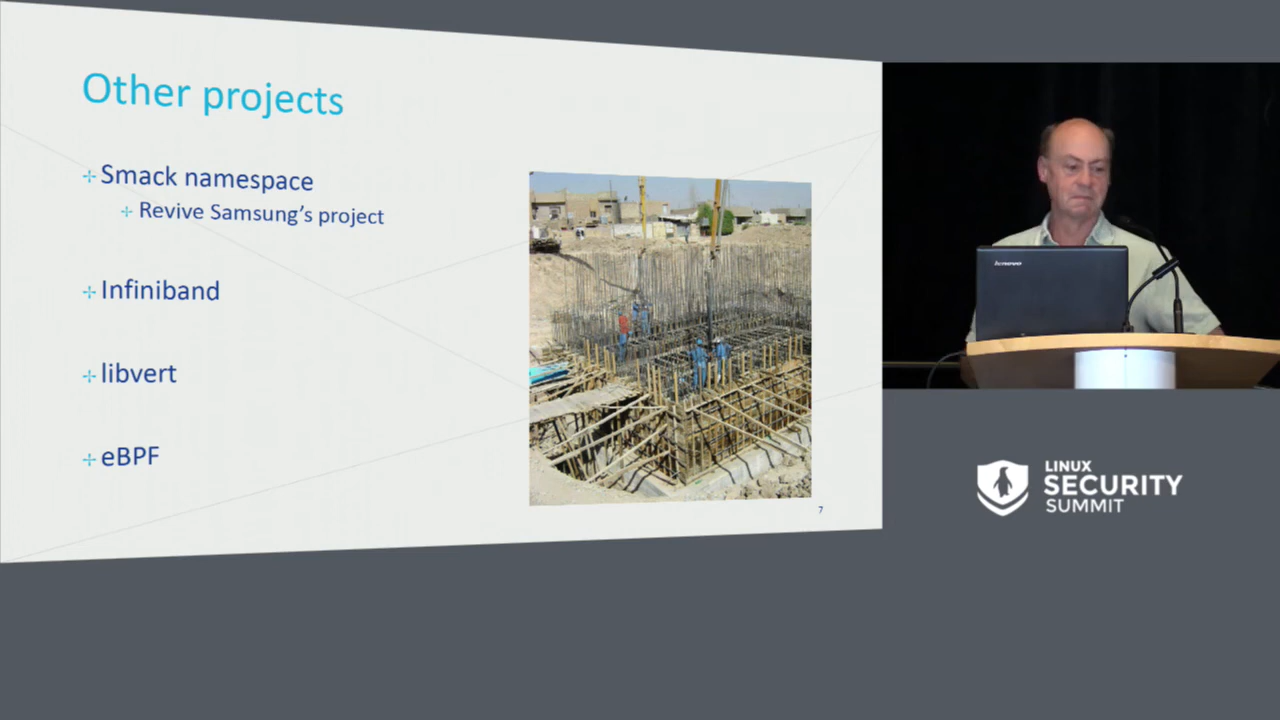 Other projects
Smack namespace
Revive Samsung's project
Infiniband
libvert
eBPF
7
lenovo
LINUX
SECURITY
SUMMIT